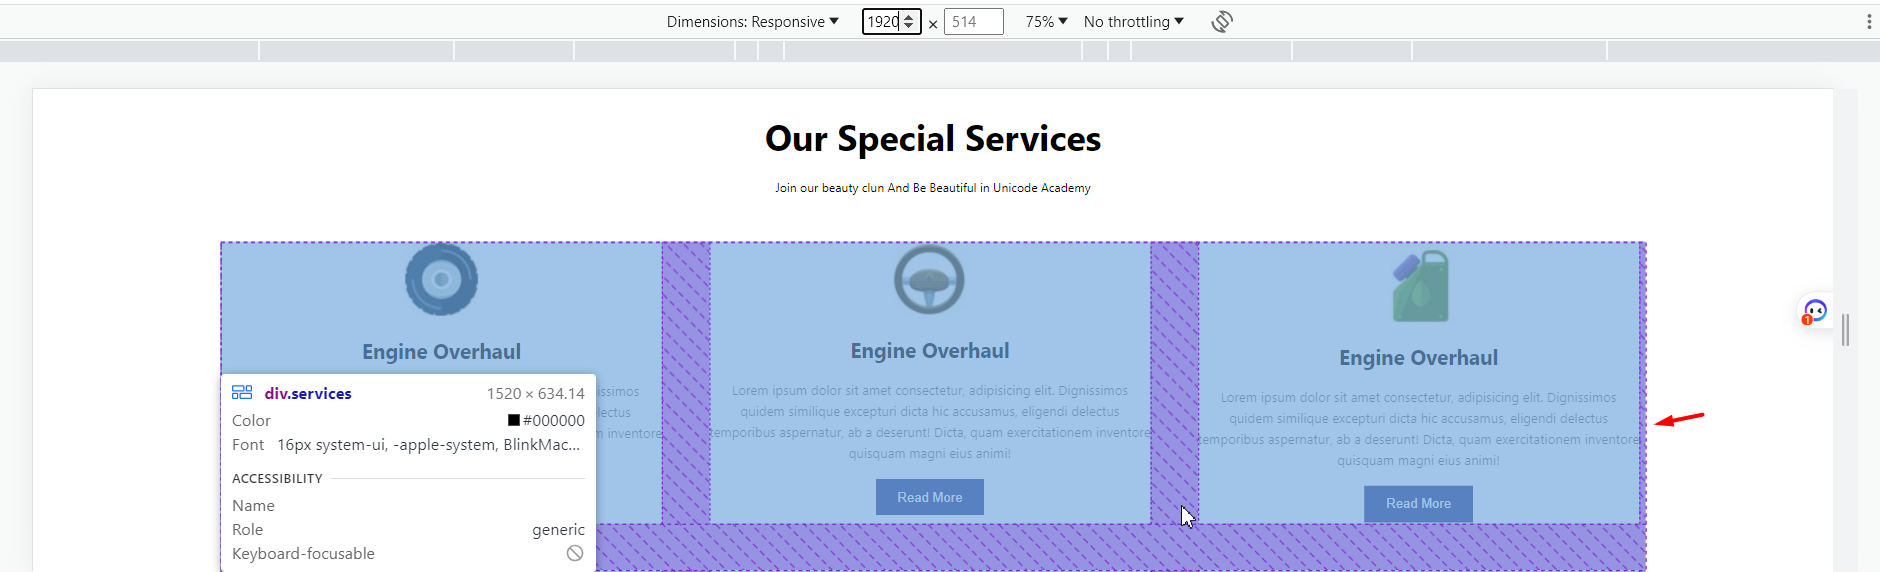 Dimensions: Responsive 1920 × 514 75% No throttling
Our Special Services
Join our beauty clun And Be Beautiful in Unicode Academy
Engine Overhaul
issimos
lectus
m inventore
div.services 1520 × 634.14
Color #000000
Font 16px system-ui, -apple-system, BlinkMac...
ACCESSIBILITY
Name
Role generic
Keyboard-focusable
Engine Overhaul
Lorem ipsum dolor sit amet consectetur, adipisicing elit. Dignissimos
quidem similique excepturi dicta hic accusamus, eligendi delectus
temporibus aspernatur, ab a deserunt! Dicta, quam exercitationem inventore
quisquam magni eius animi!
Read More
Engine Overhaul
Lorem ipsum dolor sit amet consectetur, adipisicing elit. Dignissimos
quidem similique excepturi dicta hic accusamus, eligendi delectus
temporibus aspernatur, ab a deserunt! Dicta, quam exercitationem inventore
quisquam magni eius animi!
Read More
1